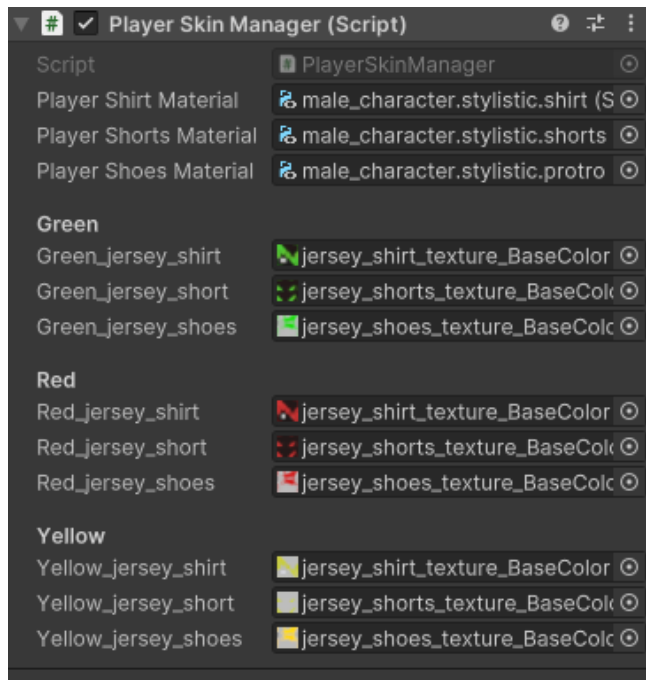 Player Skin Manager (Script)
Script PlayerSkinManager
Player Shirt Material male_character.stylistic.shirt (S
Player Shorts Material male_character.stylistic.shorts
Player Shoes Material male_character.stylistic.protro
Green
Green_jersey_shirt jersey_shirt_texture_BaseColor
Green_jersey_short jersey_shorts_texture_BaseColo
Green_jersey_shoes jersey_shoes_texture_BaseColo
Red
Red_jersey_shirt jersey_shirt_texture_BaseColor
Red_jersey_short jersey_shorts_texture_BaseColo
Red_jersey_shoes jersey_shoes_texture_BaseColo
Yellow
Yellow_jersey_shirt jersey_shirt_texture_BaseColor
Yellow_jersey_short jersey_shorts_texture_BaseColo
Yellow_jersey_shoes jersey_shoes_texture_BaseColo